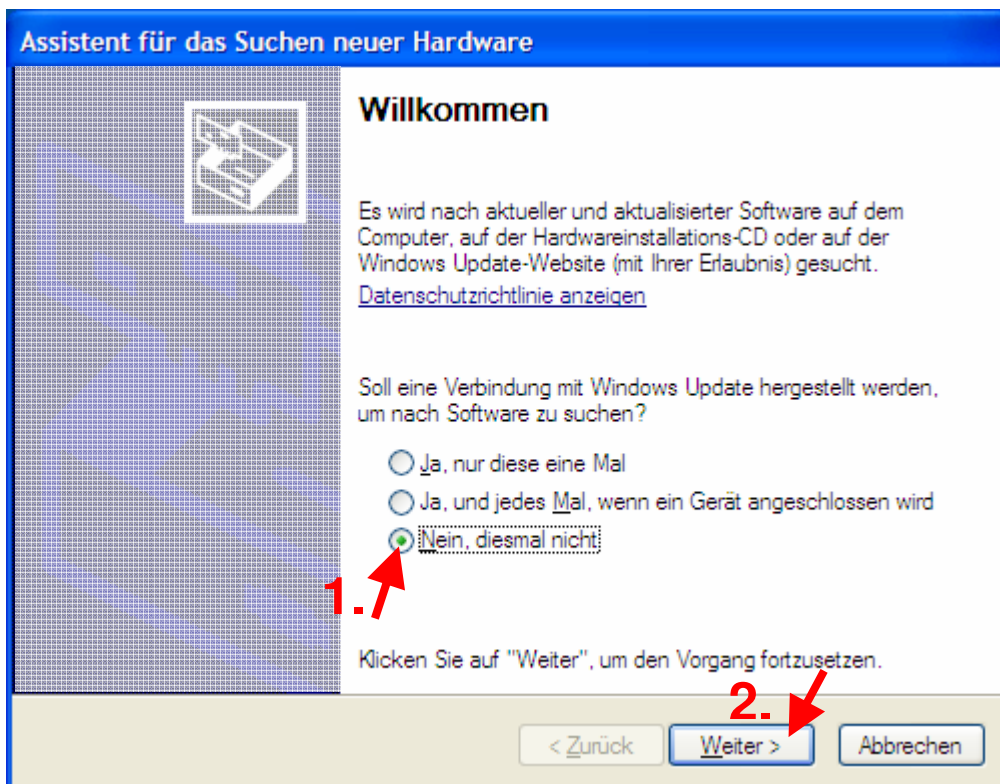 Assistent für das Suchen neuer Hardware
Willkommen
Es wird nach aktueller und aktualisierter Software auf dem
Computer, auf der Hardwareinstallations-CD oder auf der
Windows Update-Website (mit Ihrer Erlaubnis) gesucht.
Datenschutzrichtlinie anzeigen
Soll eine Verbindung mit Windows Update hergestellt werden,
um nach Software zu suchen?
Ja, nur diese eine Mal
Ja, und jedes Mal, wenn ein Gerät angeschlossen wird
Nein, diesmal nicht
1.
Klicken Sie auf "Weiter", um den Vorgang fortzusetzen.
2.
< Zurück Weiter > Abbrechen